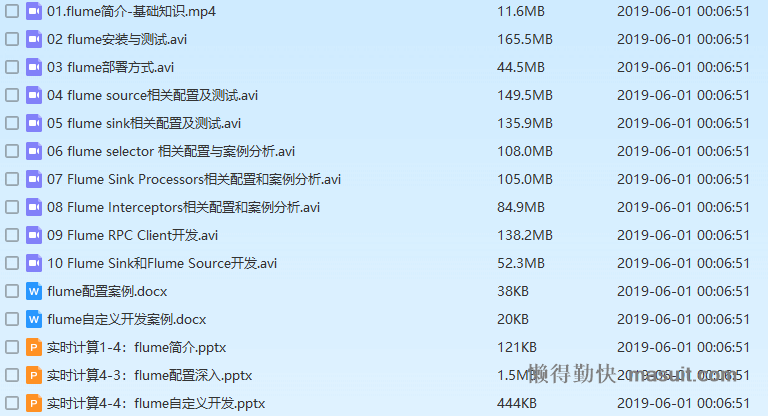 01.flume简介-基础知识.mp4 11.6MB 2019-06-01 00:06:51
02 flume安装与测试.avi 165.5MB 2019-06-01 00:06:51
03 flume部署方式.avi 44.5MB 2019-06-01 00:06:51
04 flume source相关配置及测试.avi 149.5MB 2019-06-01 00:06:51
05 flume sink相关配置及测试.avi 135.9MB 2019-06-01 00:06:51
06 flume selector 相关配置与案例分析.avi 108.0MB 2019-06-01 00:06:51
07 Flume Sink Processors相关配置和案例分析.avi 105.0MB 2019-06-01 00:06:51
08 Flume Interceptors相关配置和案例分析.avi 84.9MB 2019-06-01 00:06:51
09 Flume RPC Client开发.avi 138.2MB 2019-06-01 00:06:51
10 Flume Sink和Flume Source开发.avi 52.3MB 2019-06-01 00:06:51
W flume配置案例.docx 38KB 2019-06-01 00:06:51
W flume自定义开发案例.docx 20KB 2019-06-01 00:06:51
P 实时计算1-4：flume简介.pptx 121KB 2019-06-01 00:06:51
P 实时计算4-3：flume配置深入.pptx 1.5MB 2019-06-01 00:06:51
懒得勤快-masuit.com
P 实时计算4-4：flume自定义开发.pptx 444KB 2019-06-01 00:06:51